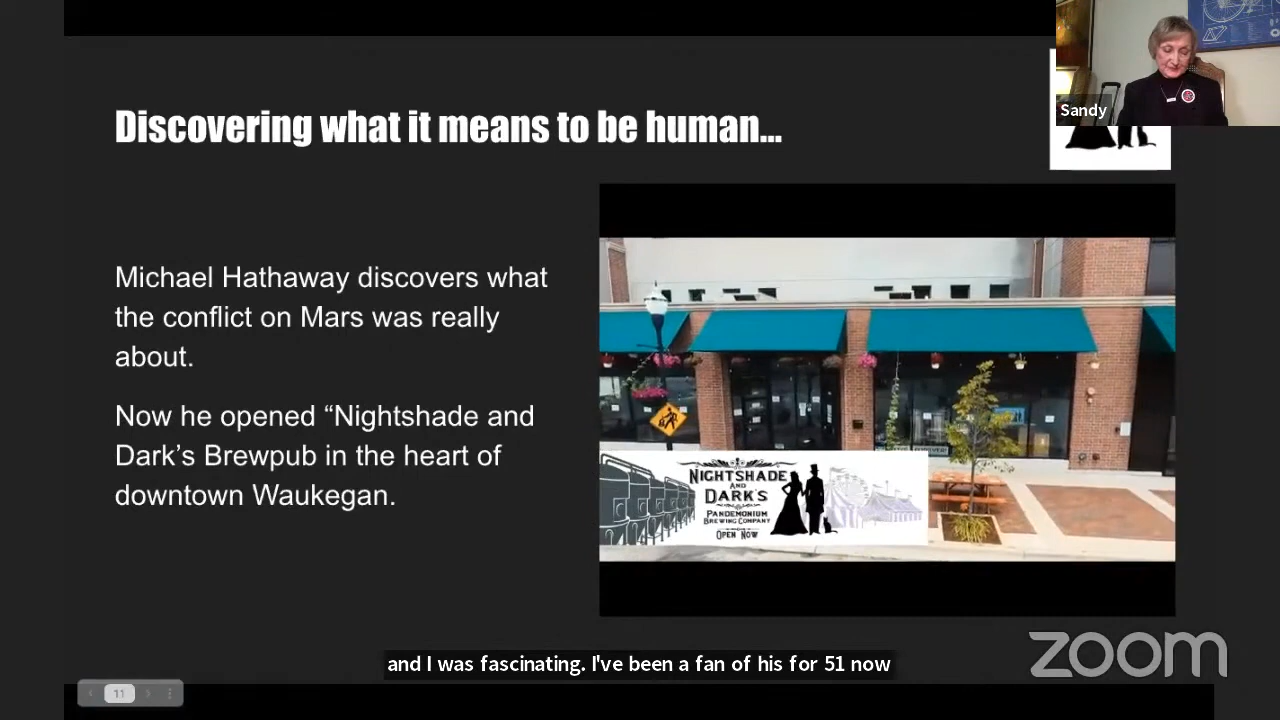 Sandy
Discovering what it means to be human...
Michael Hathaway discovers what
the conflict on Mars was really
about.
Now he opened “Nightshade and
Dark’s Brewpub in the heart of
downtown Waukegan.
NIGHTSHADE
AND
DARK'S
PANDEMONIUM
BREWING COMPANY
OPEN NOW
and I was fascinating. I've been a fan of his for 51 now
zoom
11